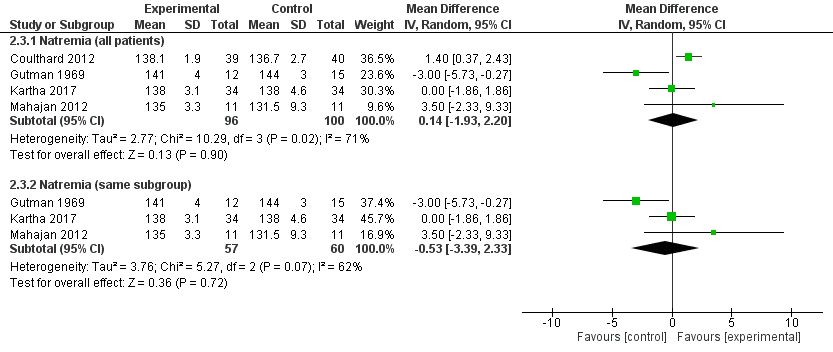 Experimental Control Mean Difference Mean Difference
Study or Subgroup Mean SD Total Mean SD Total Weight IV, Random, 95% CI IV, Random, 95% CI
2.3.1 Natremia (all patients)
Coulthard 2012 138.1 1.9 39 136.7 2.7 40 36.5% 1.40 [0.37, 2.43]
Gutman 1969 141 4 12 144 3 15 23.6% -3.00 [-5.73, -0.27]
Kartha 2017 138 3.1 34 138 4.6 34 30.3% 0.00 [-1.86, 1.86]
Mahajan 2012 135 3.3 11 131.5 9.3 11 9.6% 3.50 [-2.33, 9.33]
Subtotal (95% CI) 96 100 100.0% 0.14 [-1.93, 2.20]
Heterogeneity: Tau² = 2.77; Chi² = 10.29, df = 3 (P = 0.02); I² = 71%
Test for overall effect: Z = 0.13 (P = 0.90)
2.3.2 Natremia (same subgroup)
Gutman 1969 141 4 12 144 3 15 37.4% -3.00 [-5.73, -0.27]
Kartha 2017 138 3.1 34 138 4.6 34 45.7% 0.00 [-1.86, 1.86]
Mahajan 2012 135 3.3 11 131.5 9.3 11 16.9% 3.50 [-2.33, 9.33]
Subtotal (95% CI) 57 60 100.0% -0.53 [-3.39, 2.33]
Heterogeneity: Tau² = 3.76; Chi² = 5.27, df = 2 (P = 0.07); I² = 62%
Test for overall effect: Z = 0.36 (P = 0.72)
-10 -5 0 5 10
Favours [control] Favours [experimental]